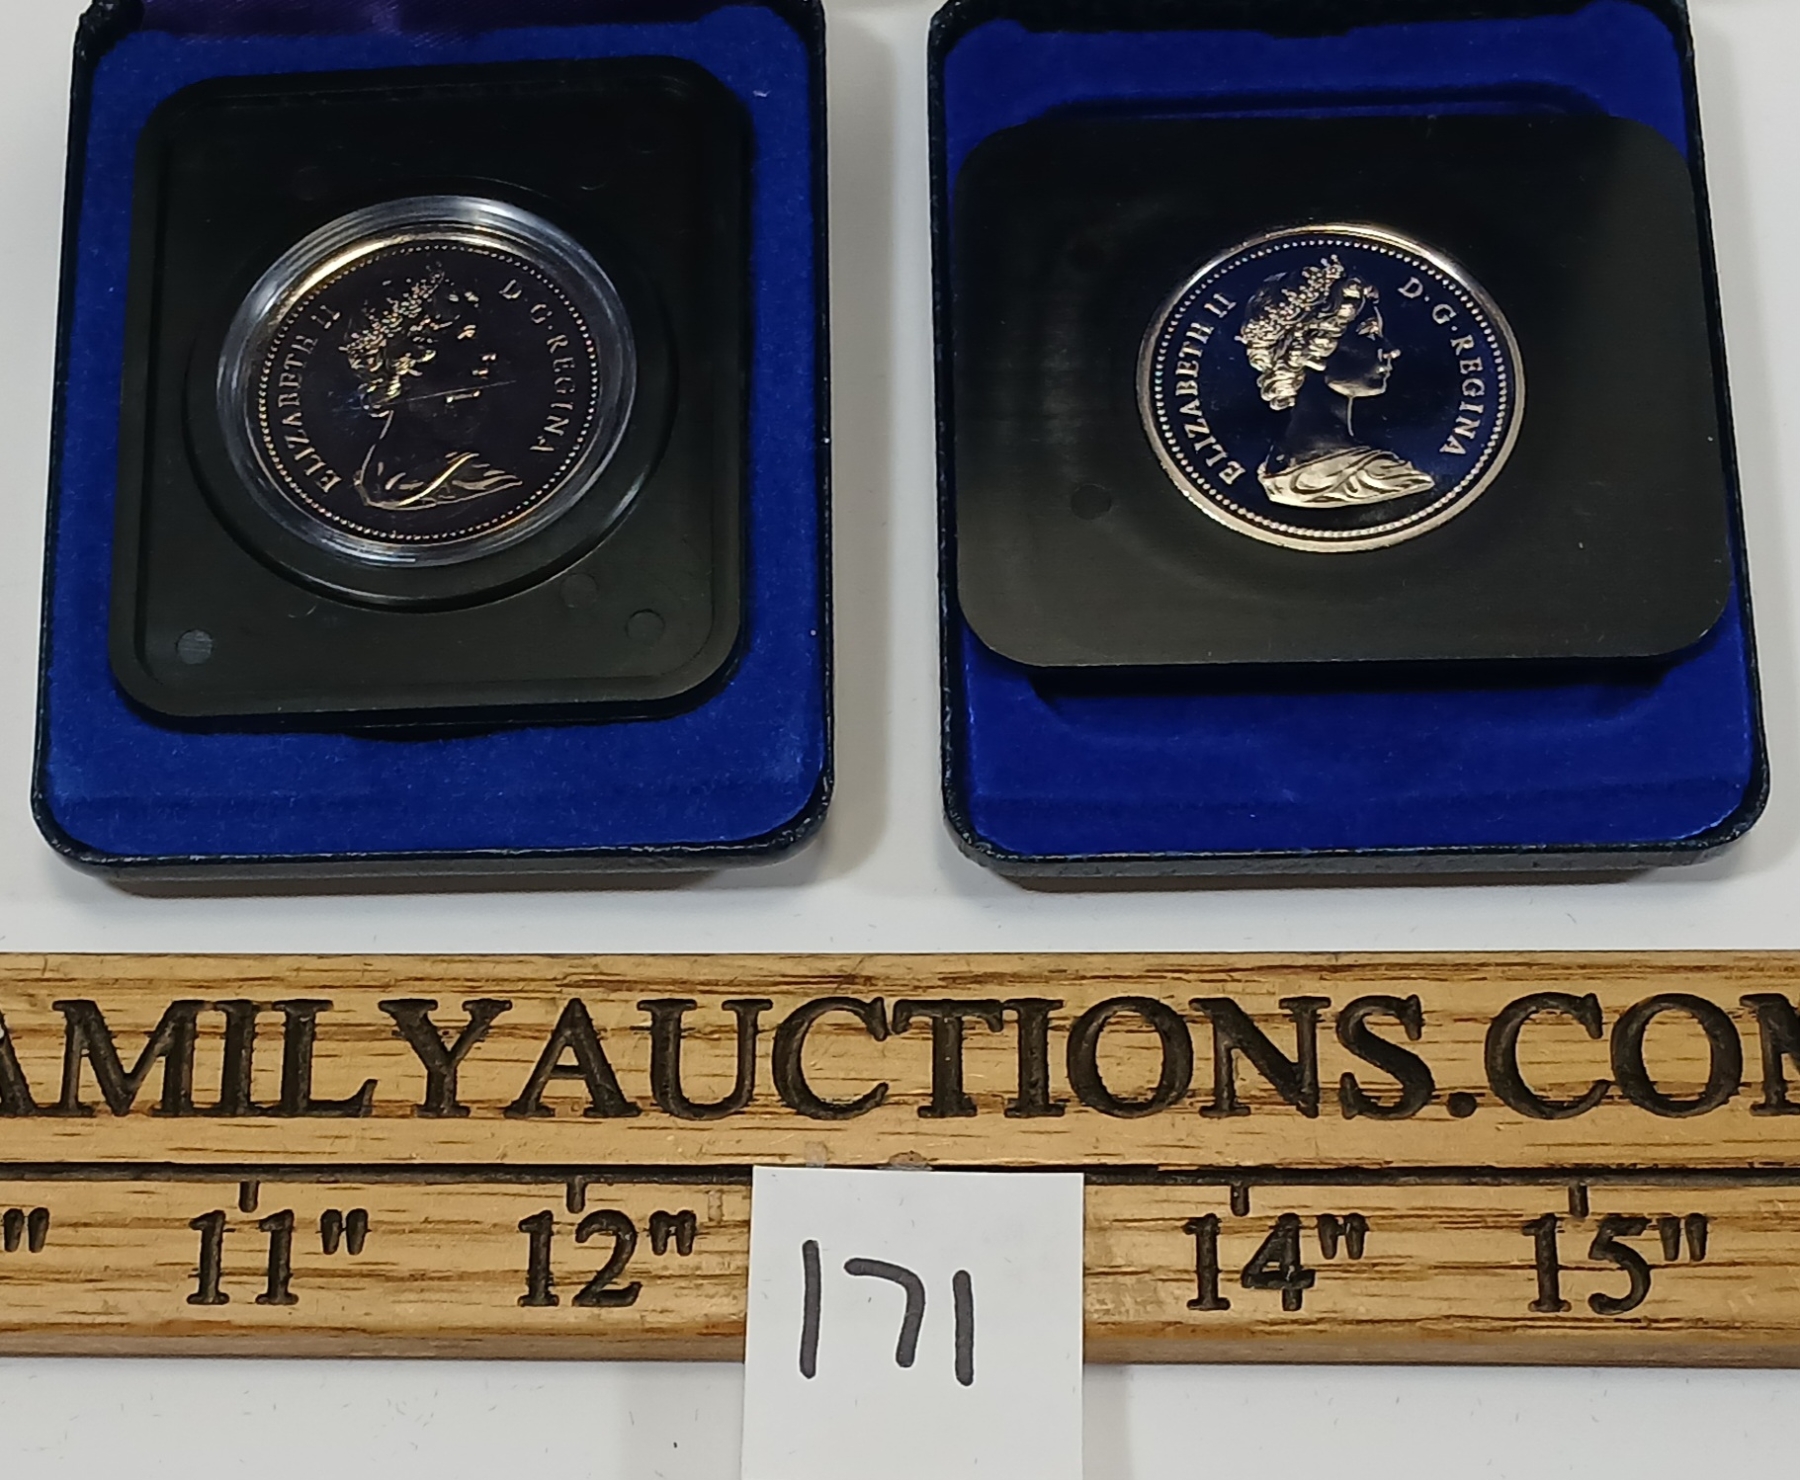 ELIZABETH II D·G·REGINA
ELIZABETH II D·G·REGINA
AMILYAUCTIONS.COM
11" 12" 14" 15"
171